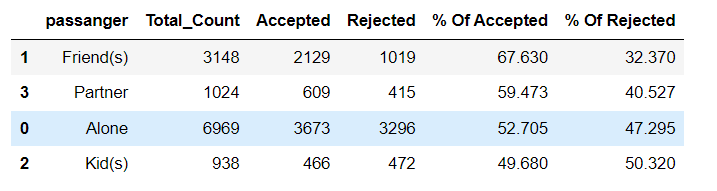 passanger Total_Count Accepted Rejected % Of Accepted % Of Rejected
1 Friend(s) 3148 2129 1019 67.630 32.370
3 Partner 1024 609 415 59.473 40.527
0 Alone 6969 3673 3296 52.705 47.295
2 Kid(s) 938 466 472 49.680 50.320